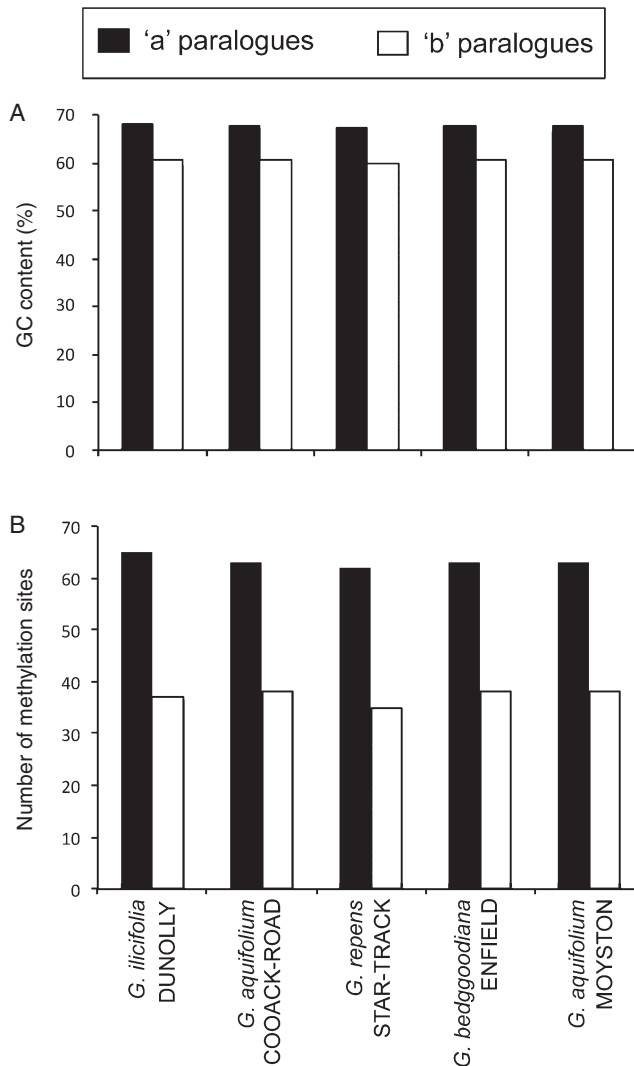 ‘a’ paralogues ‘b’ paralogues
A
70
60
50
40
30
20
10
0
GC content (%)
B
70
60
50
40
30
20
10
0
Number of methylation sites
G. ilicifolia
DUNOLLY
G. aquifolium
COOACK-ROAD
G. repens
STAR-TRACK
G. bedggoodiana
ENFIELD
G. aquifolium
MOYSTON